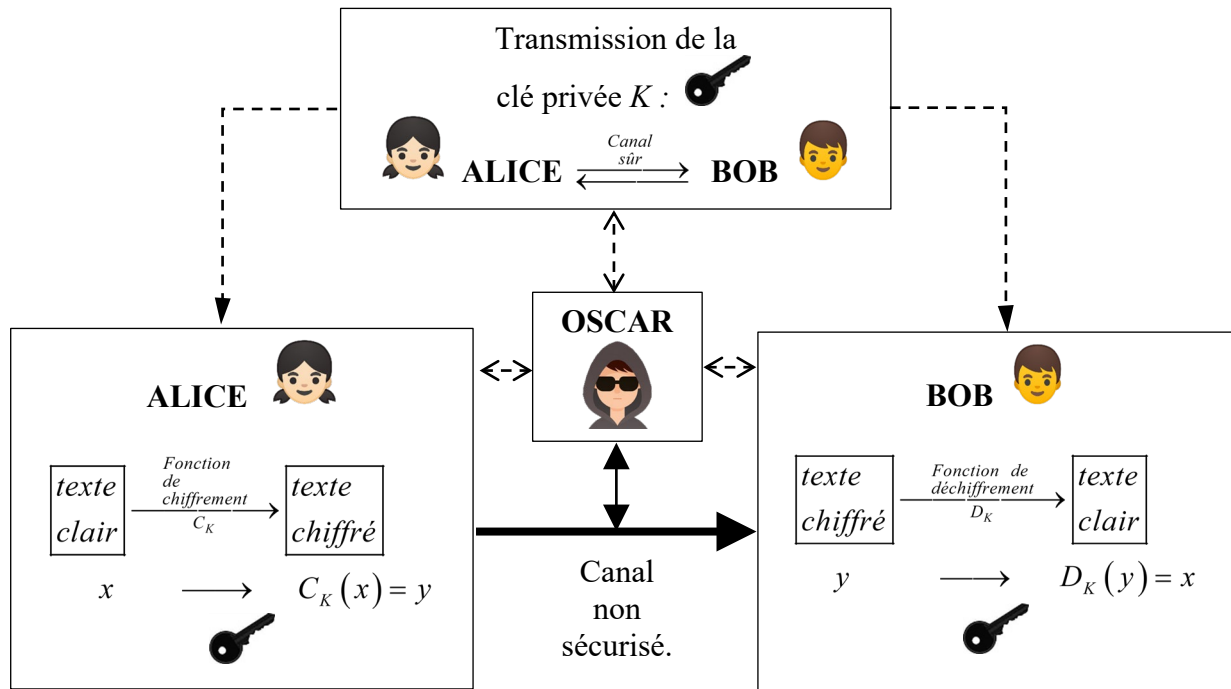 Transmission de la
clé privée K :
Canal
sûr
ALICE BOB
OSCAR
ALICE
Fonction
de
chiffrement
C_K
texte
clair
texte
chiffré
x ⟶ C_K(x) = y
Canal
non
sécurisé.
BOB
Fonction de
déchiffrement
D_K
texte
chiffré
texte
clair
y ⟶ D_K(y) = x